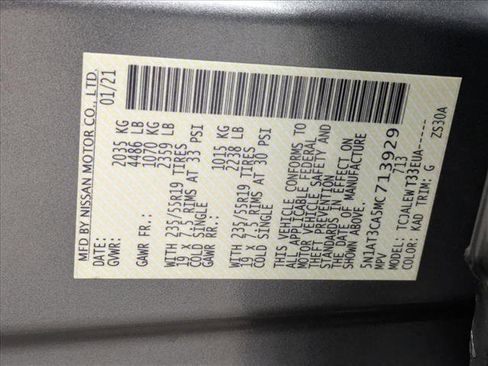 MFD BY NISSAN MOTOR CO., LTD.
DATE: 01/21
GVWR: 2035 KG
4486 LB
GAWR FR.: 1070 KG
2359 LB
WITH 235/55R19 TIRES
19 X 7.5 RIMS AT 33 PSI
COLD SINGLE
GAWR RR.: 1015 KG
2238 LB
WITH 235/55R19 TIRES
19 X 7.5 RIMS AT 30 PSI
COLD SINGLE
THIS VEHICLE CONFORMS TO
ALL APPLICABLE FEDERAL
MOTOR VEHICLE SAFETY AND
THEFT PREVENTION
STANDARDS IN EFFECT ON
THE DATE OF MANUFACTURE
SHOWN ABOVE.
5N1AT3CA5MC713929
MPV 713
MODEL: TCJALEWT33EUA-----
COLOR: KAD TRIM: G ZS30A